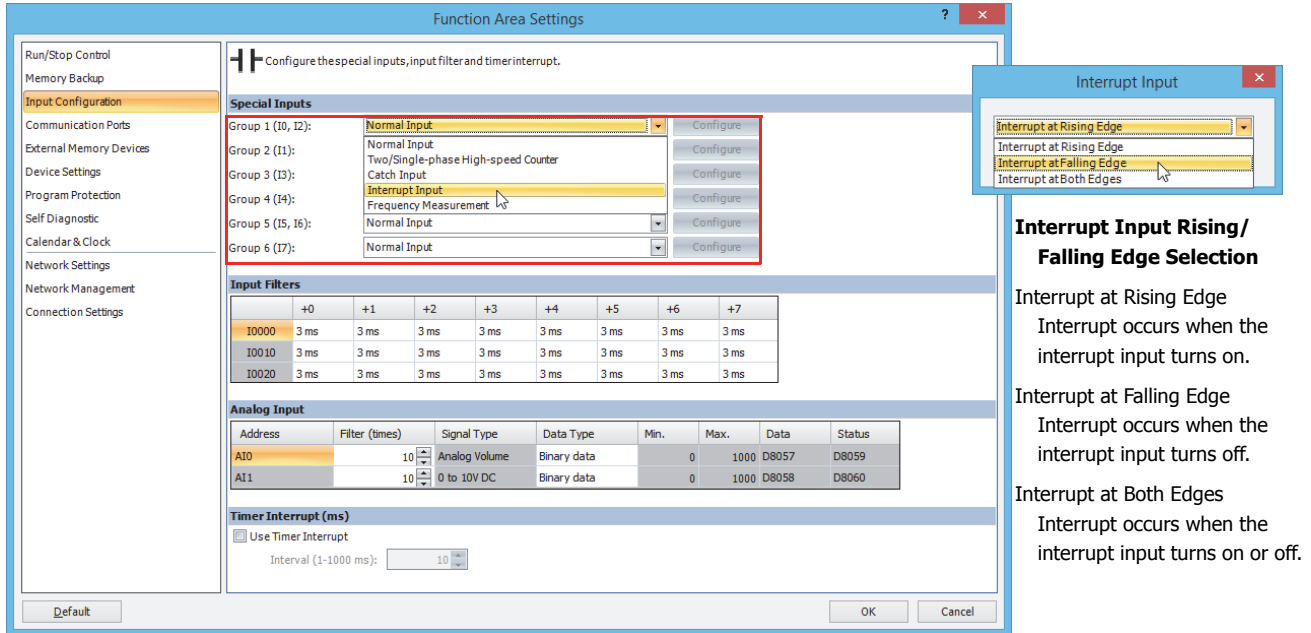 Function Area Settings
?
×
Run/Stop Control
Memory Backup
Input Configuration
Communication Ports
External Memory Devices
Device Settings
Program Protection
Self Diagnostic
Calendar & Clock
Network Settings
Network Management
Connection Settings
Configure the special inputs, input filter and timer interrupt.
Special Inputs
Group 1 (I0, I2): Normal Input Configure
Group 2 (I1): Configure
Group 3 (I3): Configure
Group 4 (I4): Configure
Normal Input
Two/Single-phase High-speed Counter
Catch Input
Interrupt Input
Frequency Measurement
Group 5 (I5, I6): Normal Input Configure
Group 6 (I7): Normal Input Configure
Input Filters
+0 +1 +2 +3 +4 +5 +6 +7
I0000 3 ms 3 ms 3 ms 3 ms 3 ms 3 ms 3 ms 3 ms
I0010 3 ms 3 ms 3 ms 3 ms 3 ms 3 ms 3 ms 3 ms
I0020 3 ms 3 ms 3 ms 3 ms 3 ms 3 ms 3 ms 3 ms
Analog Input
Address Filter (times) Signal Type Data Type Min. Max. Data Status
AI0 10 Analog Volume Binary data 0 1000 D8057 D8059
AI1 10 0 to 10V DC Binary data 0 1000 D8058 D8060
Timer Interrupt (ms)
Use Timer Interrupt
Interval (1-1000 ms): 10
Default
OK
Cancel
Interrupt Input
×
Interrupt at Rising Edge
Interrupt at Rising Edge
Interrupt at Falling Edge
Interrupt at Both Edges
Interrupt Input Rising/
Falling Edge Selection
Interrupt at Rising Edge
Interrupt occurs when the
interrupt input turns on.
Interrupt at Falling Edge
Interrupt occurs when the
interrupt input turns off.
Interrupt at Both Edges
Interrupt occurs when the
interrupt input turns on or off.